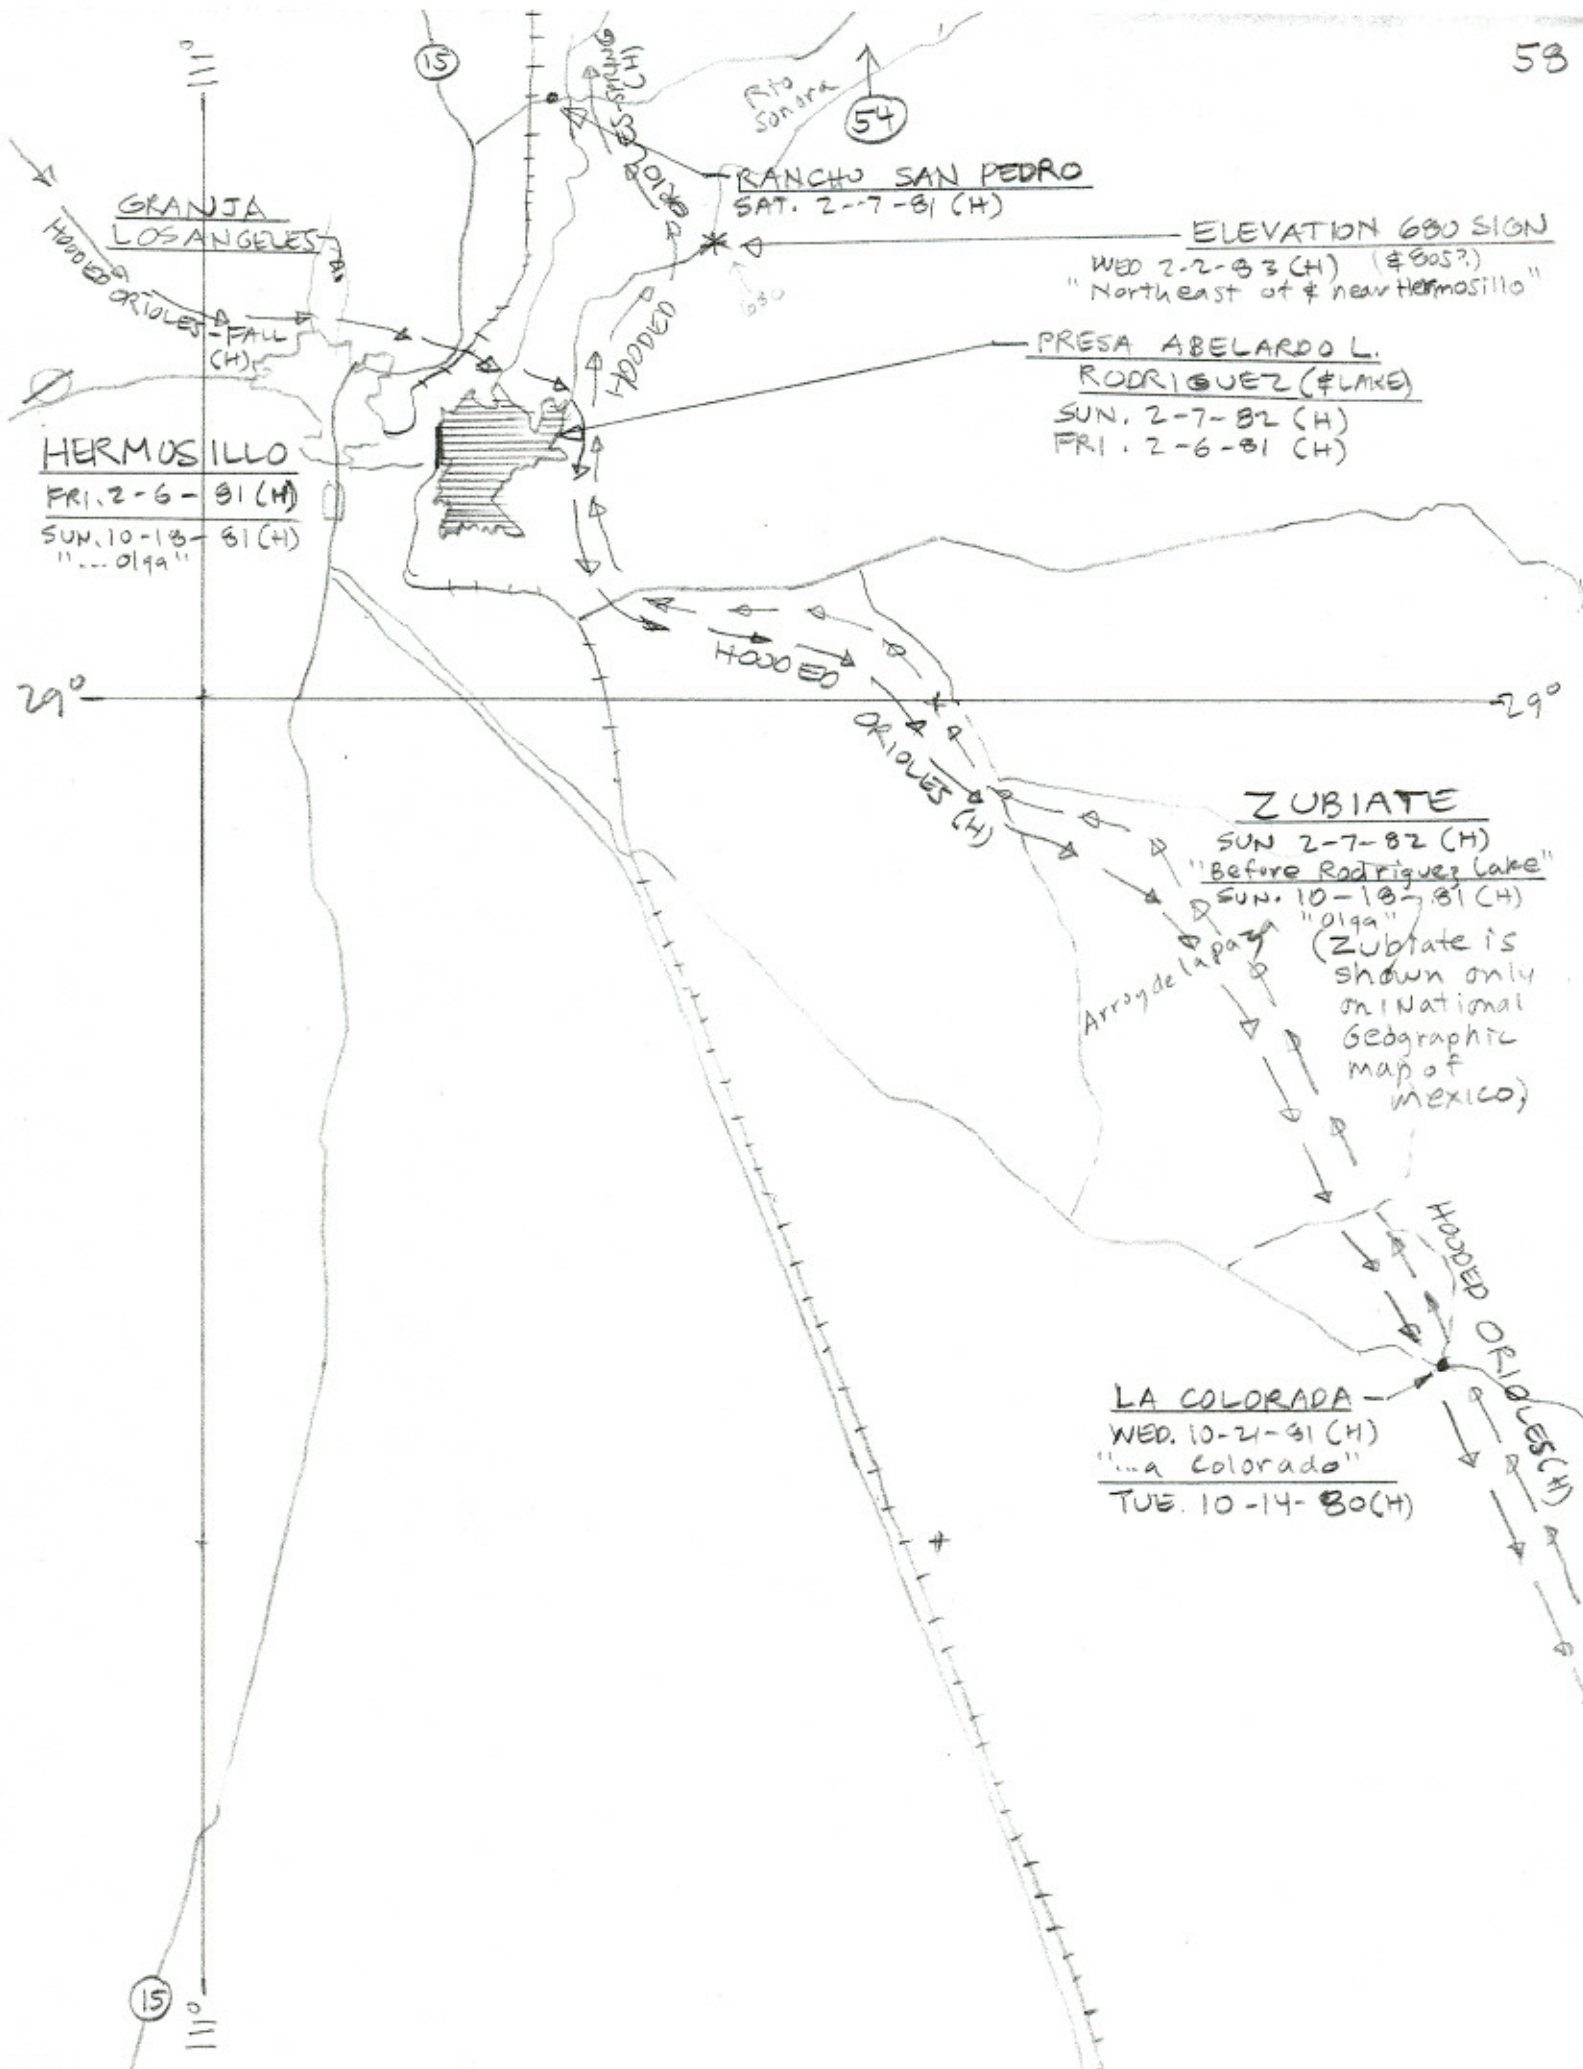 58
111°
15
Rio
Sonora
54
RANCHO SAN PEDRO
SAT. 2-7-81 (H)
GRANJA
LOS ANGELES
ELEVATION 680 SIGN
WED 2-2-83 (H) (& 805?)
"Northeast of & near Hermosillo"
HOODED ORIOLES-FALL
(H)
HOODED ORIOLES-SPRING
(H)
PRESA ABELARDO L.
RODRIGUEZ (& LAKE)
SUN. 2-7-82 (H)
FRI. 2-6-81 (H)
HERMOSILLO
FRI. 2-6-81 (H)
SUN. 10-18-81 (H)
"...Olga"
HOODED
ORIOLES (H)
29°
29°
ZUBIATE
SUN 2-7-82 (H)
"Before Rodriguez Lake"
SUN. 10-18-81 (H)
"Olga"
(Zubiate is
shown only
on National
Geographic
map of
Mexico)
Arroy de la paza
HOODED ORIOLES (H)
LA COLORADA
WED. 10-21-81 (H)
"...a Colorado"
TUE. 10-14-80 (H)
15
111°